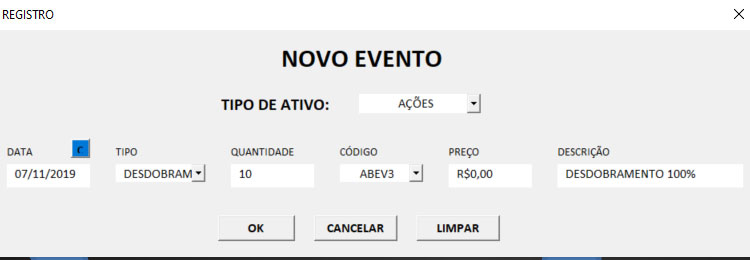 REGISTRO
NOVO EVENTO
TIPO DE ATIVO: AÇÕES
DATA C TIPO QUANTIDADE CÓDIGO PREÇO DESCRIÇÃO
07/11/2019 DESDOBRAM 10 ABEV3 R$0,00 DESDOBRAMENTO 100%
OK CANCELAR LIMPAR